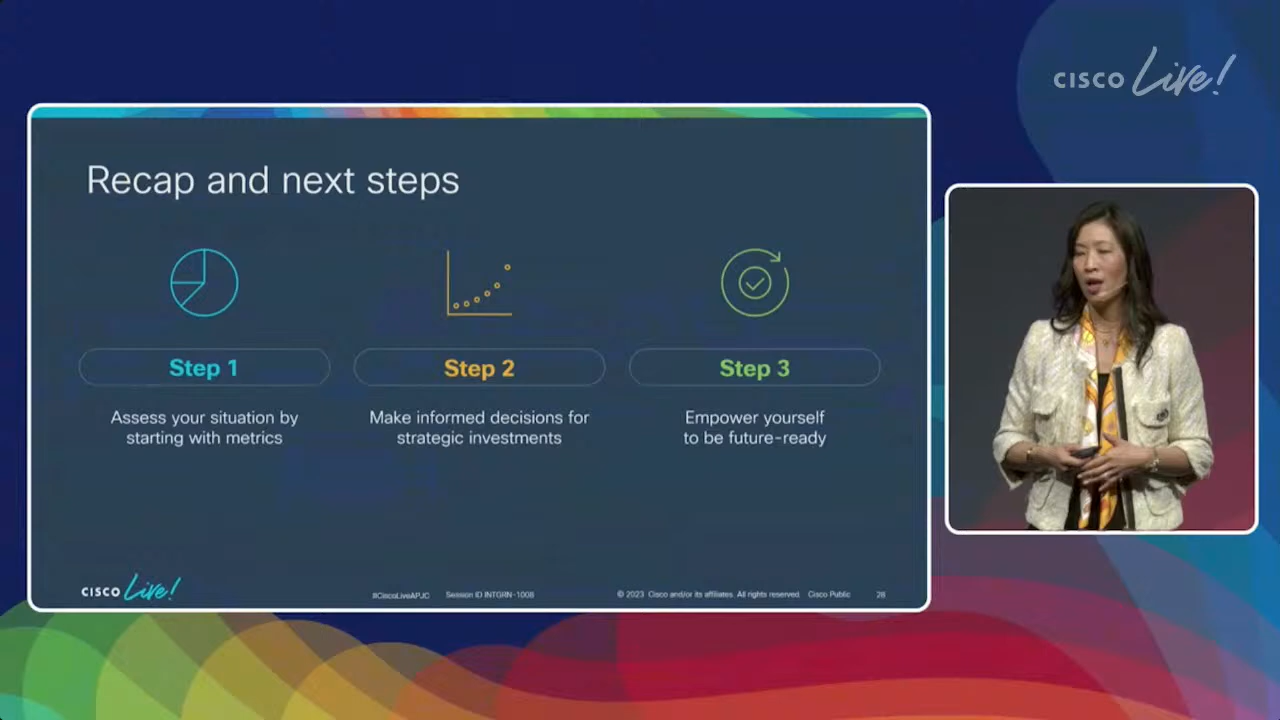 CISCO Live!
Recap and next steps
Step 1
Step 2
Step 3
Assess your situation by
starting with metrics
Make informed decisions for
strategic investments
Empower yourself
to be future-ready
CISCO Live!
#CiscoLiveAPJC
Session ID INTGRN-1008
© 2023 Cisco and/or its affiliates. All rights reserved. Cisco Public
28